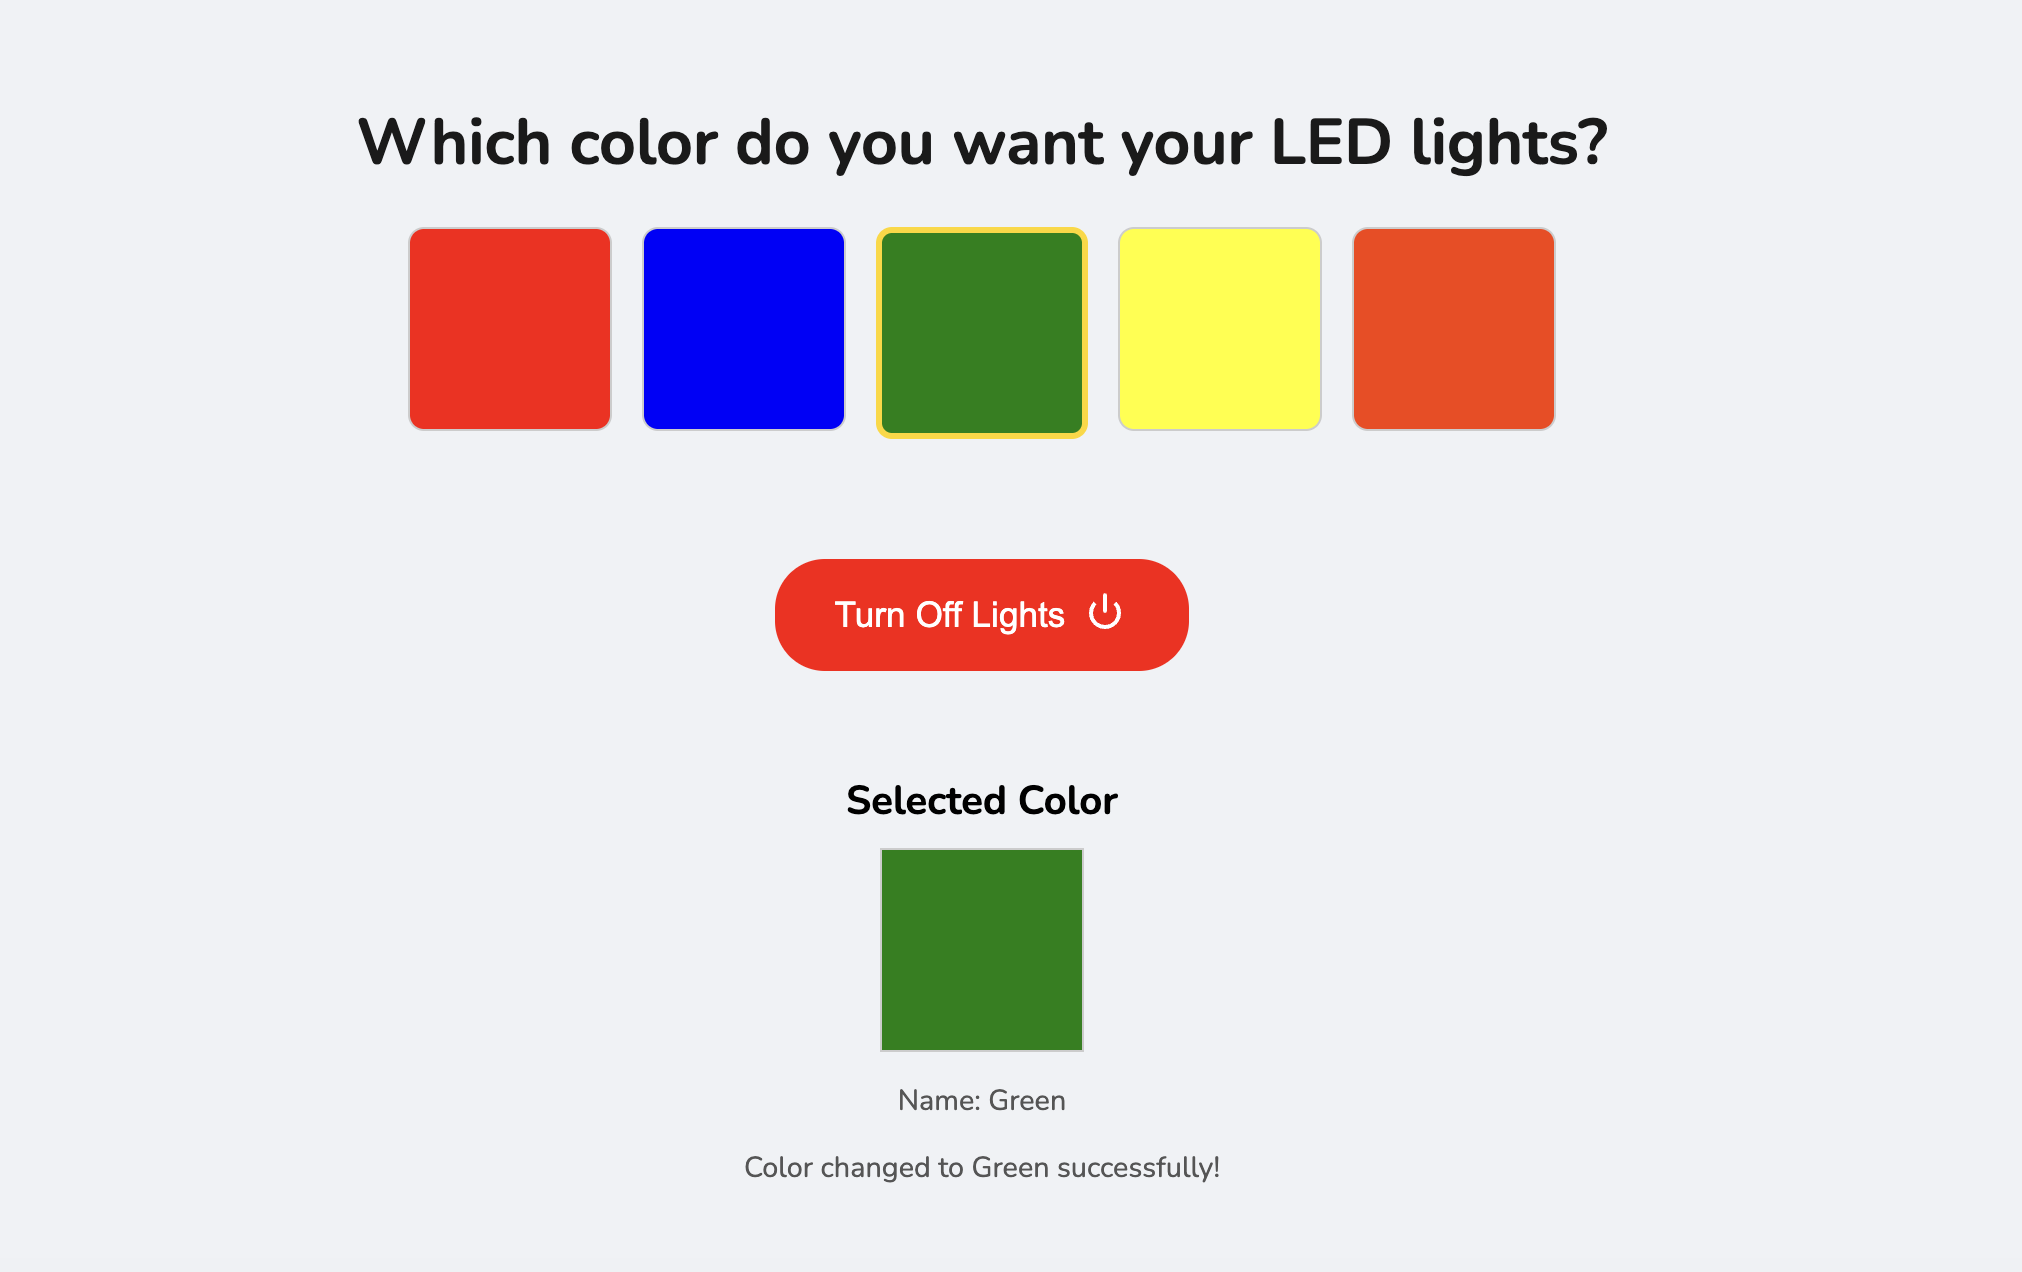 Which color do you want your LED lights?
Turn Off Lights
Selected Color
Name: Green
Color changed to Green successfully!